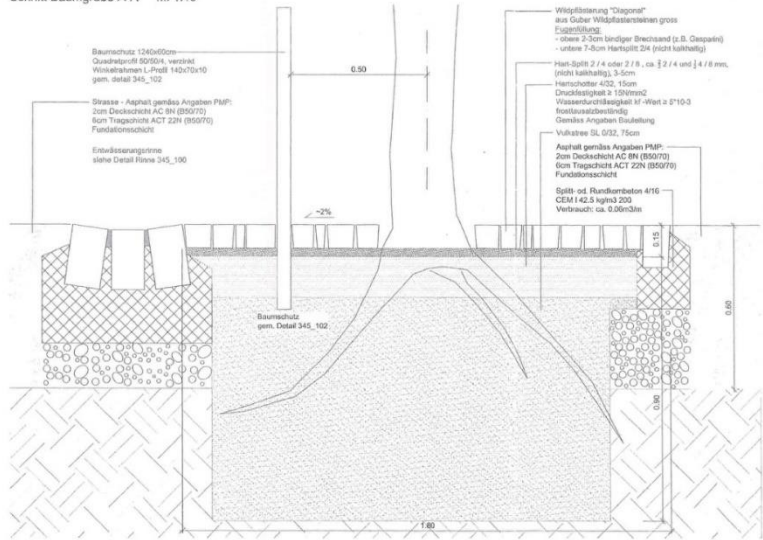 Schnitt Baumgrube A-A' M 1:10
Baumschutz 1240x60cm
Quadratprofil 60/60/4, verzinkt
Winkelrahmen L-Profil 140x70x10
gem. detail 345_102
Strasse - Asphalt gemäss Angaben PMP:
2cm Deckschicht AC 8N (B50/70)
6cm Tragschicht ACT 22N (B50/70)
Fundationsschicht
Entwässerungsrinne
siehe Detail Rinne 345_100
0.50
Wildpflästerung "Diagonal"
aus Guber Wildpflastersteinen gross
Fugenfüllung:
- obere 2-3cm bindiger Brechsand (z.B. Gasparini)
- untere 7-8cm Hartsplitt 2/4 (nicht kalkhaltig)
Hart-Splitt 2 / 4 oder 2 / 8 , ca. 2 / 4 und 4 / 8 mm,
(nicht kalkhaltig), 3-5cm
Hartschotter 4/32, 15cm
Druckfestigkeit ≥ 15N/mm2
Wasserdurchlässigkeit kf -Wert ≥ 5*10-3
frosttausalzbeständig
Gemäss Angaben Bauleitung
Vulkatree SL 0/32, 75cm
Asphalt gemäss Angaben PMP:
2cm Deckschicht AC 8N (B50/70)
6cm Tragschicht ACT 22N (B50/70)
Fundationsschicht
Splitt- od. Rundkornbeton 4/16
CEM I 42.5 kg/m3 200
Verbrauch: ca. 0.06m3/m
~2%
0.15
0.60
Baumschutz
gem. Detail 345_102
0.90
1.80